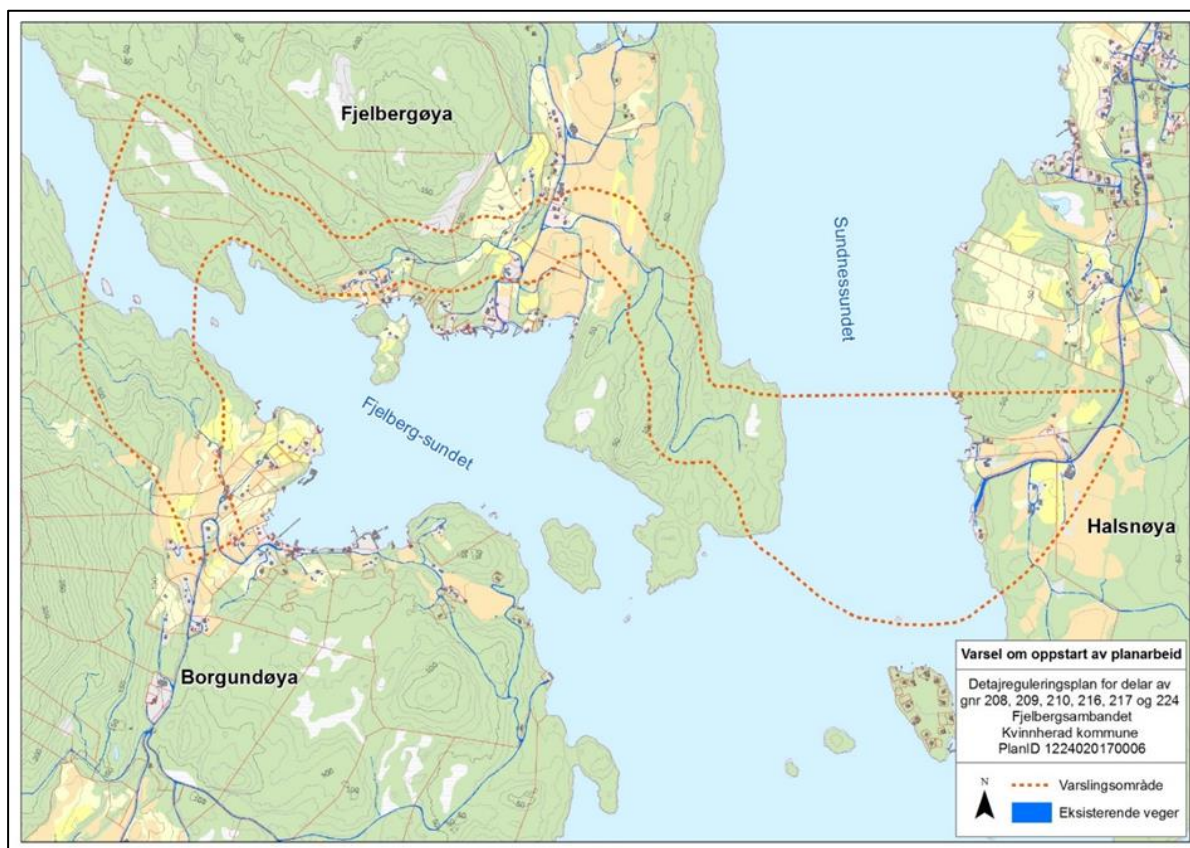 Fjelbergøya
Sundnessundet
Fjelberg-sundet
Halsnøya
Borgundøya
Varsel om oppstart av planarbeid
Detajreguleringsplan for delar av
gnr 208, 209, 210, 216, 217 og 224
Fjelbergsambandet
Kvinnherad kommune
PlanID 1224020170006
N
Varslingsområde
Eksisterende veger